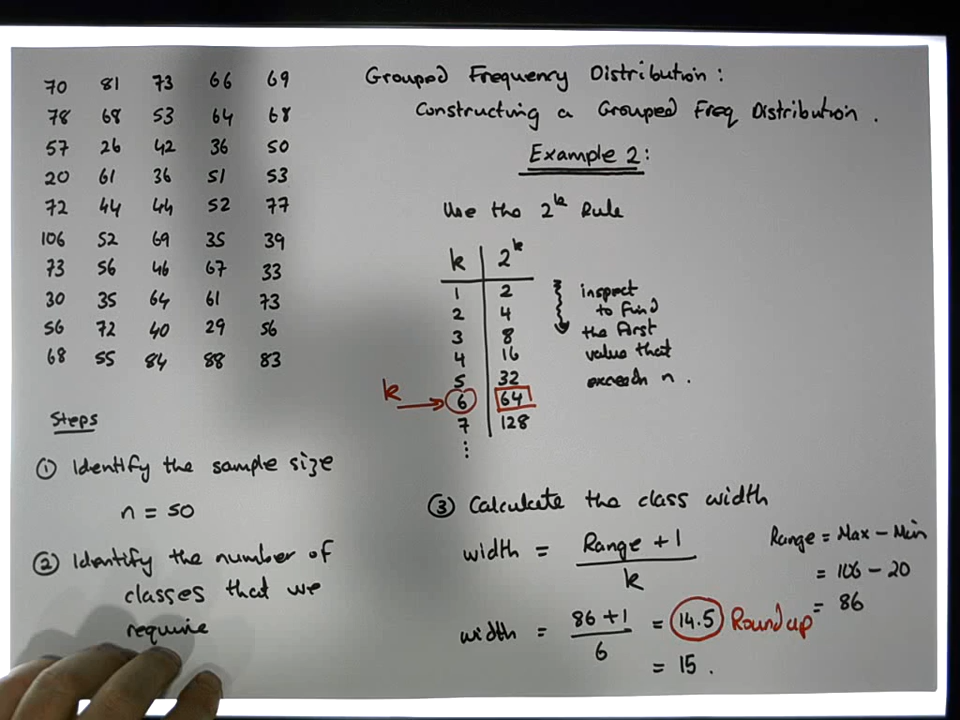 70 81 73 66 69
78 68 53 64 68
57 26 42 36 50
20 61 36 51 53
72 44 44 52 77
106 52 69 35 39
73 56 46 67 33
30 35 64 61 73
56 72 40 29 56
68 55 84 88 83
Steps
① Identify the sample size
n = 50
② Identify the number of
classes that we
require
Grouped Frequency Distribution:
Constructing a Grouped Freq Distribution.
Example 2:
Use the 2^k Rule
k 2^k
1 2
2 4
3 8
4 16
5 32
k → 6 64
7 128
⋮
inspect
to find
the first
value that
exceeds n.
③ Calculate the class width
width = Range + 1 / k
Range = Max - Min
= 106 - 20
= 86
width = 86 + 1 / 6 = 14.5 Round up
= 15.